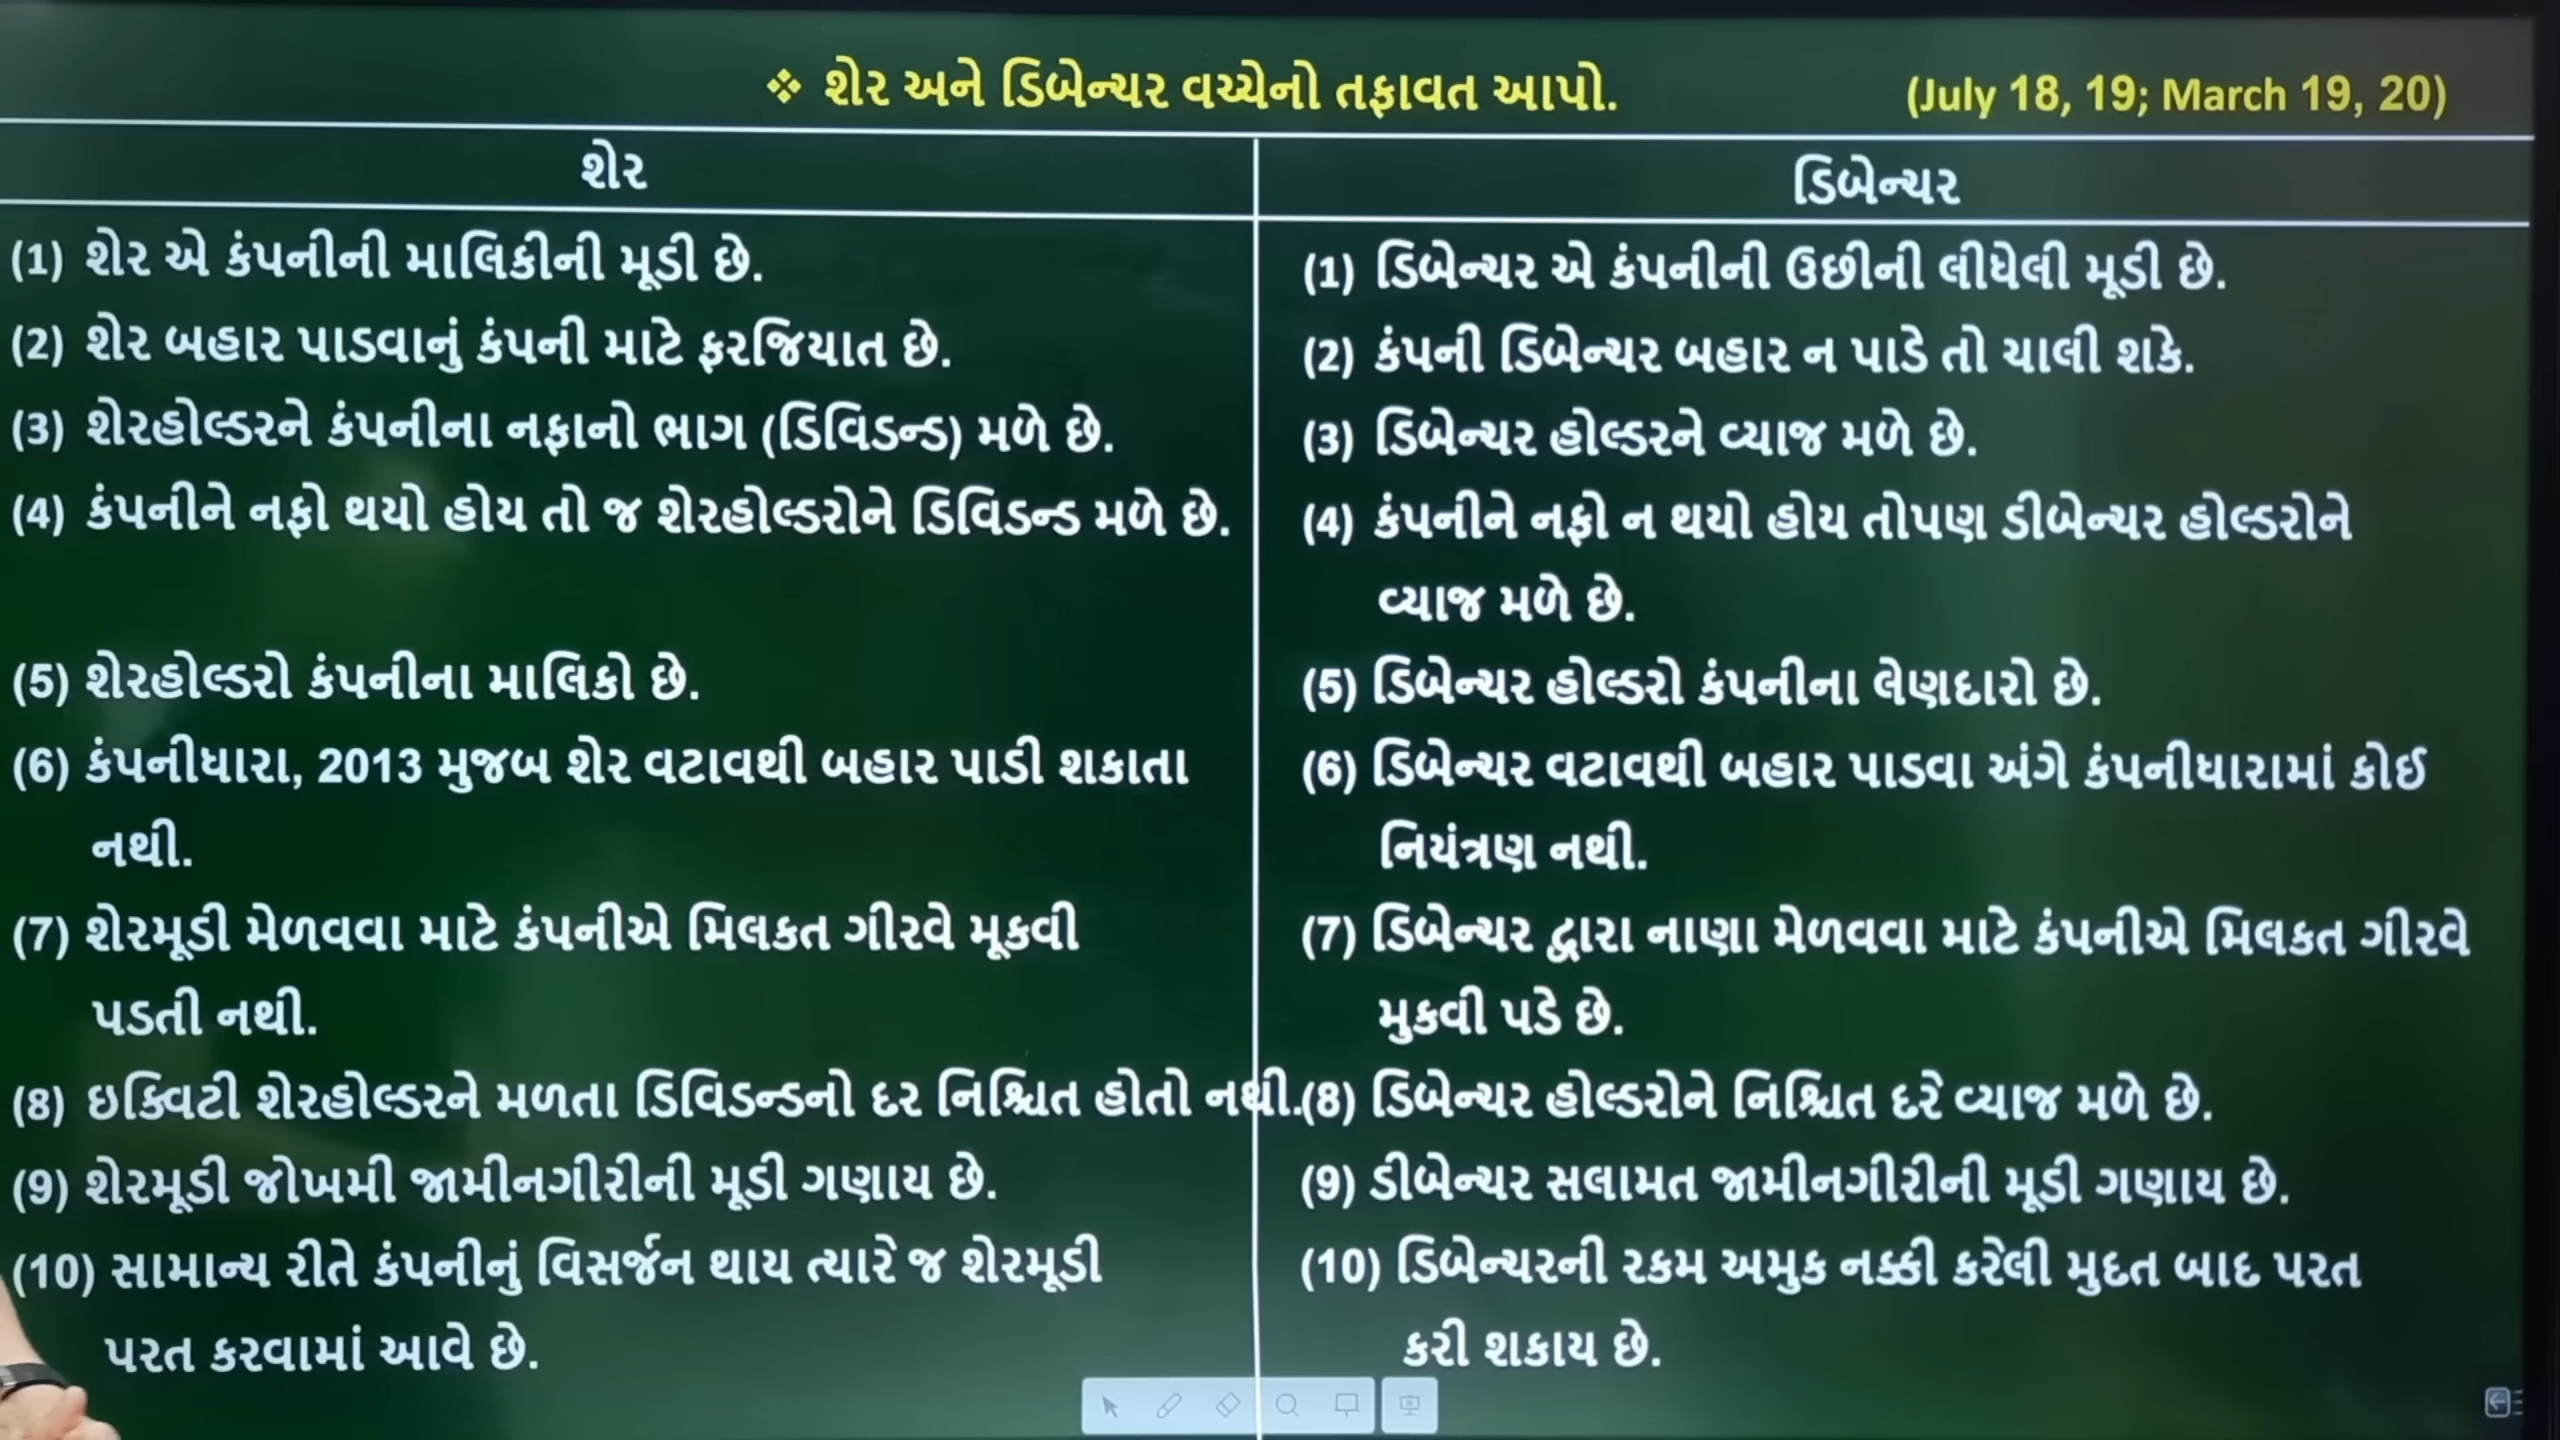 ❖ શેર અને ડિબેન્ચર વચ્ચેનો તફાવત આપો. (July 18, 19; March 19, 20)
શેર
(1) શેર એ કંપનીની માલિકીની મૂડી છે.
(2) શેર બહાર પાડવાનું કંપની માટે ફરજિયાત છે.
(3) શેરહોલ્ડરને કંપનીના નફાનો ભાગ (ડિવિડન્ડ) મળે છે.
(4) કંપનીને નફો થયો હોય તો જ શેરહોલ્ડરોને ડિવિડન્ડ મળે છે.
(5) શેરહોલ્ડરો કંપનીના માલિકો છે.
(6) કંપનીધારા, 2013 મુજબ શેર વટાવથી બહાર પાડી શકાતા
નથી.
(7) શેરમૂડી મેળવવા માટે કંપનીએ મિલકત ગીરવે મૂકવી
પડતી નથી.
(8) ઇક્વિટી શેરહોલ્ડરને મળતા ડિવિડન્ડનો દર નિશ્ચિત હોતો નથી.
(9) શેરમૂડી જોખમી જામીનગીરીની મૂડી ગણાય છે.
(10) સામાન્ય રીતે કંપનીનું વિસર્જન થાય ત્યારે જ શેરમૂડી
પરત કરવામાં આવે છે.
ડિબેન્ચર
(1) ડિબેન્ચર એ કંપનીની ઉછીની લીધેલી મૂડી છે.
(2) કંપની ડિબેન્ચર બહાર ન પાડે તો ચાલી શકે.
(3) ડિબેન્ચર હોલ્ડરને વ્યાજ મળે છે.
(4) કંપનીને નફો ન થયો હોય તોપણ ડીબેન્ચર હોલ્ડરોને
વ્યાજ મળે છે.
(5) ડિબેન્ચર હોલ્ડરો કંપનીના લેણદારો છે.
(6) ડિબેન્ચર વટાવથી બહાર પાડવા અંગે કંપનીધારામાં કોઈ
નિયંત્રણ નથી.
(7) ડિબેન્ચર દ્વારા નાણા મેળવવા માટે કંપનીએ મિલકત ગીરવે
મુકવી પડે છે.
(8) ડિબેન્ચર હોલ્ડરોને નિશ્ચિત દરે વ્યાજ મળે છે.
(9) ડીબેન્ચર સલામત જામીનગીરીની મૂડી ગણાય છે.
(10) ડિબેન્ચરની રકમ અમુક નક્કી કરેલી મુદત બાદ પરત
કરી શકાય છે.